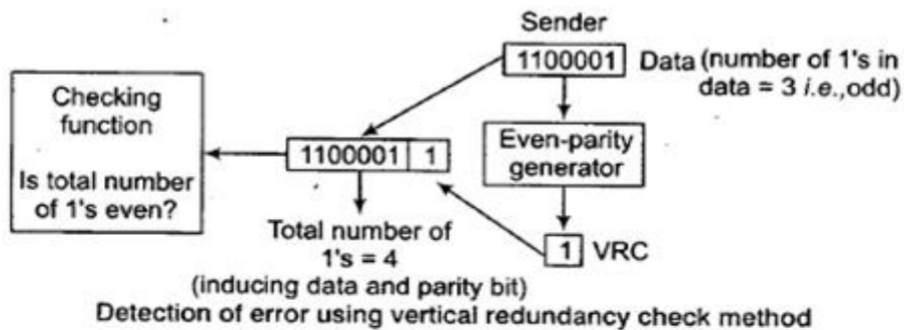 Sender
1100001 Data (number of 1's in
data = 3 i.e.,odd)
Checking
function
Is total number
of 1's even?
1100001 1
Even-parity
generator
Total number of
1's = 4
(inducing data and parity bit)
1 VRC
Detection of error using vertical redundancy check method